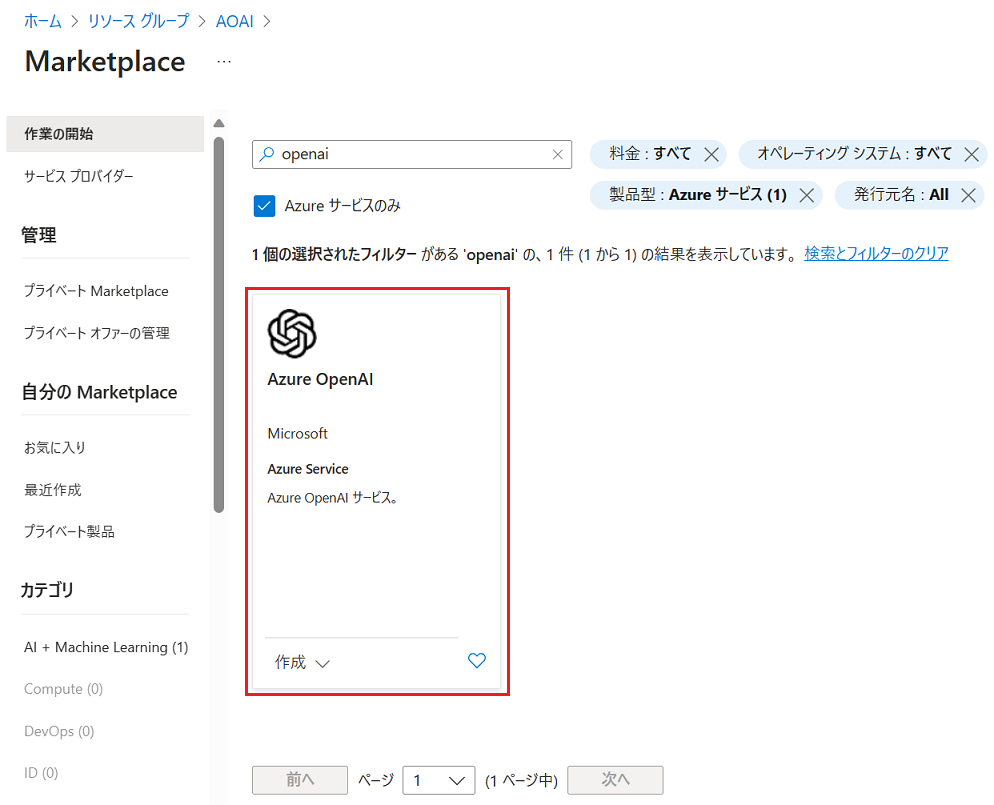 ホーム > リソース グループ > AOAI >
Marketplace ...
作業の開始
サービス プロバイダー
管理
プライベート Marketplace
プライベート オファーの管理
自分の Marketplace
お気に入り
最近作成
プライベート製品
カテゴリ
AI + Machine Learning (1)
Compute (0)
DevOps (0)
ID (0)
openai
料金 : すべて
オペレーティング システム : すべて
Azure サービスのみ
製品型 : Azure サービス (1)
発行元名 : All
1 個の選択されたフィルター がある 'openai' の、1 件 (1 から 1) の結果を表示しています。 検索とフィルターのクリア
Azure OpenAI
Microsoft
Azure Service
Azure OpenAI サービス。
作成
前へ ページ 1 (1 ページ中) 次へ